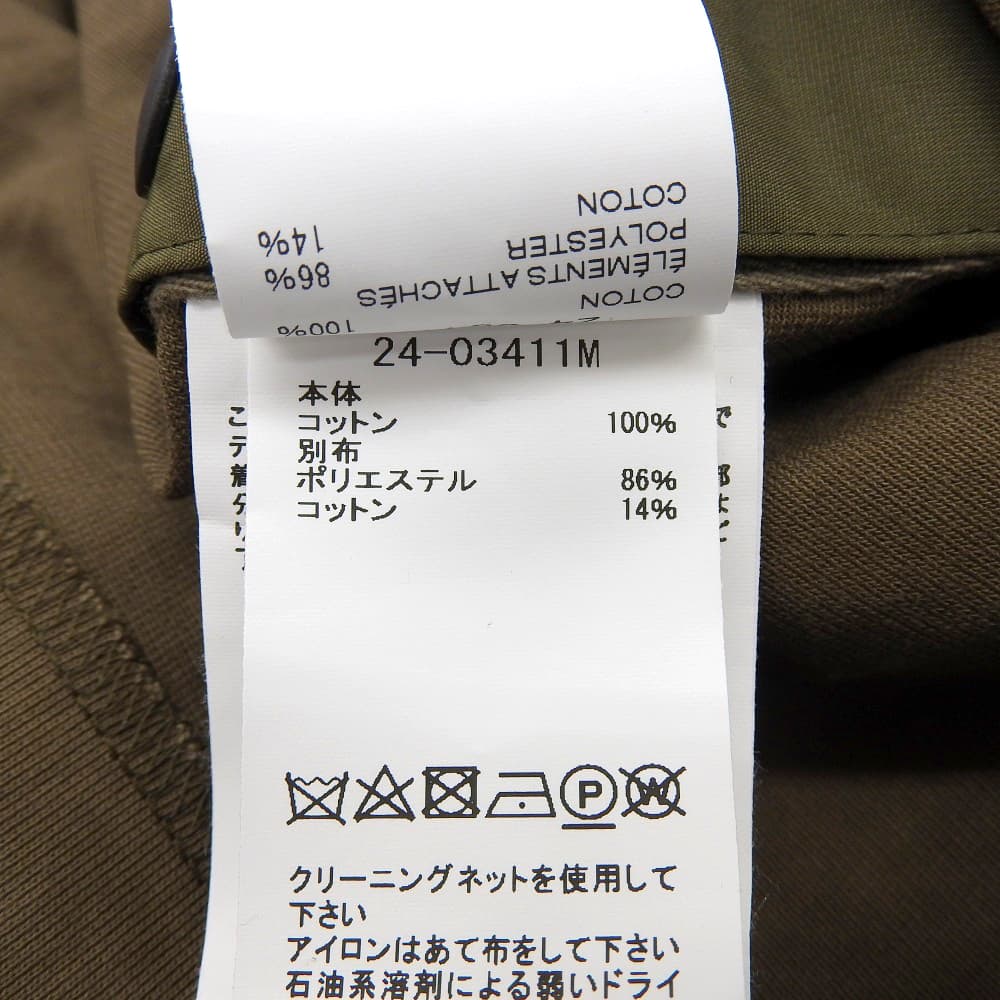 COTON 100%
ÉLÉMENTS ATTACHÉS
POLYESTER 86%
COTON 14%
24-03411M
本体
コットン 100%
別布
ポリエステル 86%
コットン 14%
P
W
クリーニングネットを使用して
下さい
アイロンはあて布をして下さい
石油系溶剤による弱いドライ